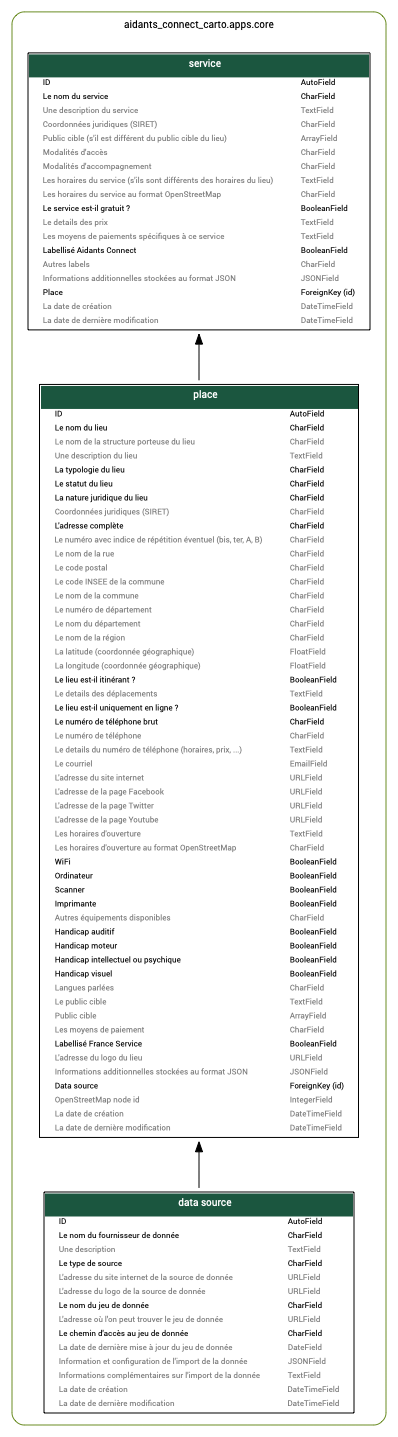 aidants_connect_carto.apps.core
service
ID AutoField
Le nom du service CharField
Une description du service TextField
Coordonnées juridiques (SIRET) CharField
Public cible (s'il est différent du public cible du lieu) ArrayField
Modalités d'accès CharField
Modalités d'accompagnement CharField
Les horaires du service (s'ils sont différents des horaires du lieu) TextField
Les horaires du service au format OpenStreetMap CharField
Le service est-il gratuit ? BooleanField
Le details des prix TextField
Les moyens de paiements spécifiques à ce service TextField
Labellisé Aidants Connect BooleanField
Autres labels CharField
Informations additionnelles stockées au format JSON JSONField
Place ForeignKey (id)
La date de création DateTimeField
La date de dernière modification DateTimeField
place
ID AutoField
Le nom du lieu CharField
Le nom de la structure porteuse du lieu CharField
Une description du lieu TextField
La typologie du lieu CharField
Le statut du lieu CharField
La nature juridique du lieu CharField
Coordonnées juridiques (SIRET) CharField
L'adresse complète CharField
Le numéro avec indice de répétition éventuel (bis, ter, A, B) CharField
Le nom de la rue CharField
Le code postal CharField
Le code INSEE de la commune CharField
Le nom de la commune CharField
Le numéro de département CharField
Le nom du département CharField
Le nom de la région CharField
La latitude (coordonnée géographique) FloatField
La longitude (coordonnée géographique) FloatField
Le lieu est-il itinérant ? BooleanField
Le details des déplacements TextField
Le lieu est-il uniquement en ligne ? BooleanField
Le numéro de téléphone brut CharField
Le numéro de téléphone CharField
Le details du numéro de téléphone (horaires, prix, ...) TextField
Le courriel EmailField
L'adresse du site internet URLField
L'adresse de la page Facebook URLField
L'adresse de la page Twitter URLField
L'adresse de la page Youtube URLField
Les horaires d'ouverture TextField
Les horaires d'ouverture au format OpenStreetMap CharField
WiFi BooleanField
Ordinateur BooleanField
Scanner BooleanField
Imprimante BooleanField
Autres équipements disponibles CharField
Handicap auditif BooleanField
Handicap moteur BooleanField
Handicap intellectuel ou psychique BooleanField
Handicap visuel BooleanField
Langues parlées CharField
Le public cible TextField
Public cible ArrayField
Les moyens de paiement CharField
Labellisé France Service BooleanField
L'adresse du logo du lieu URLField
Informations additionnelles stockées au format JSON JSONField
Data source ForeignKey (id)
OpenStreetMap node id IntegerField
La date de création DateTimeField
La date de dernière modification DateTimeField
data source
ID AutoField
Le nom du fournisseur de donnée CharField
Une description TextField
Le type de source CharField
L'adresse du site internet de la source de donnée URLField
L'adresse du logo de la source de donnée URLField
Le nom du jeu de donnée CharField
L'adresse où l'on peut trouver le jeu de donnée URLField
Le chemin d'accès au jeu de donnée CharField
La date de dernière mise à jour du jeu de donnée DateField
Information et configuration de l'import de la donnée JSONField
Informations complémentaires sur l'import de la donnée TextField
La date de création DateTimeField
La date de dernière modification DateTimeField